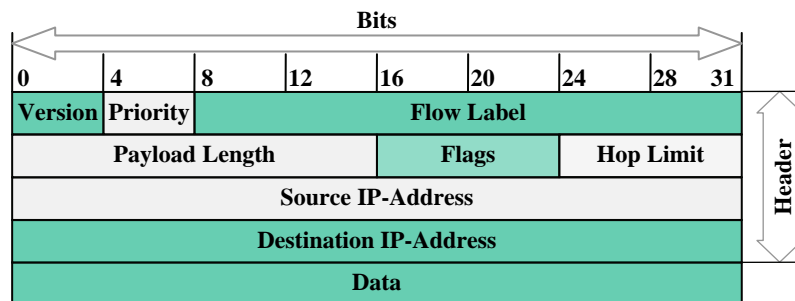 Bits
0 4 8 12 16 20 24 28 31
Version Priority Flow Label
Payload Length Flags Hop Limit
Source IP-Address
Destination IP-Address
Data
Header